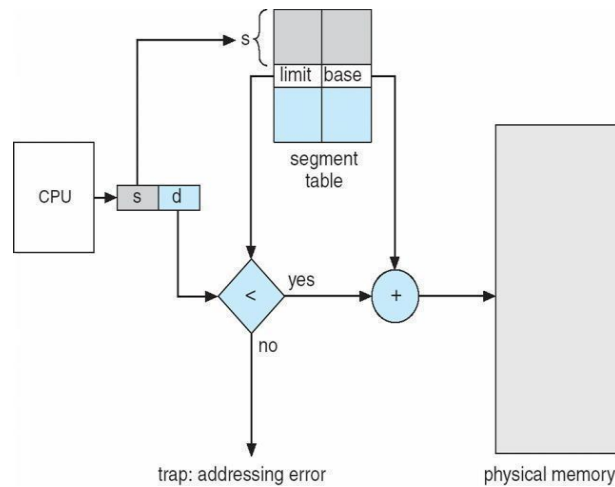 s
limit base
segment
table
CPU
s d
<
yes
+
no
trap: addressing error
physical memory